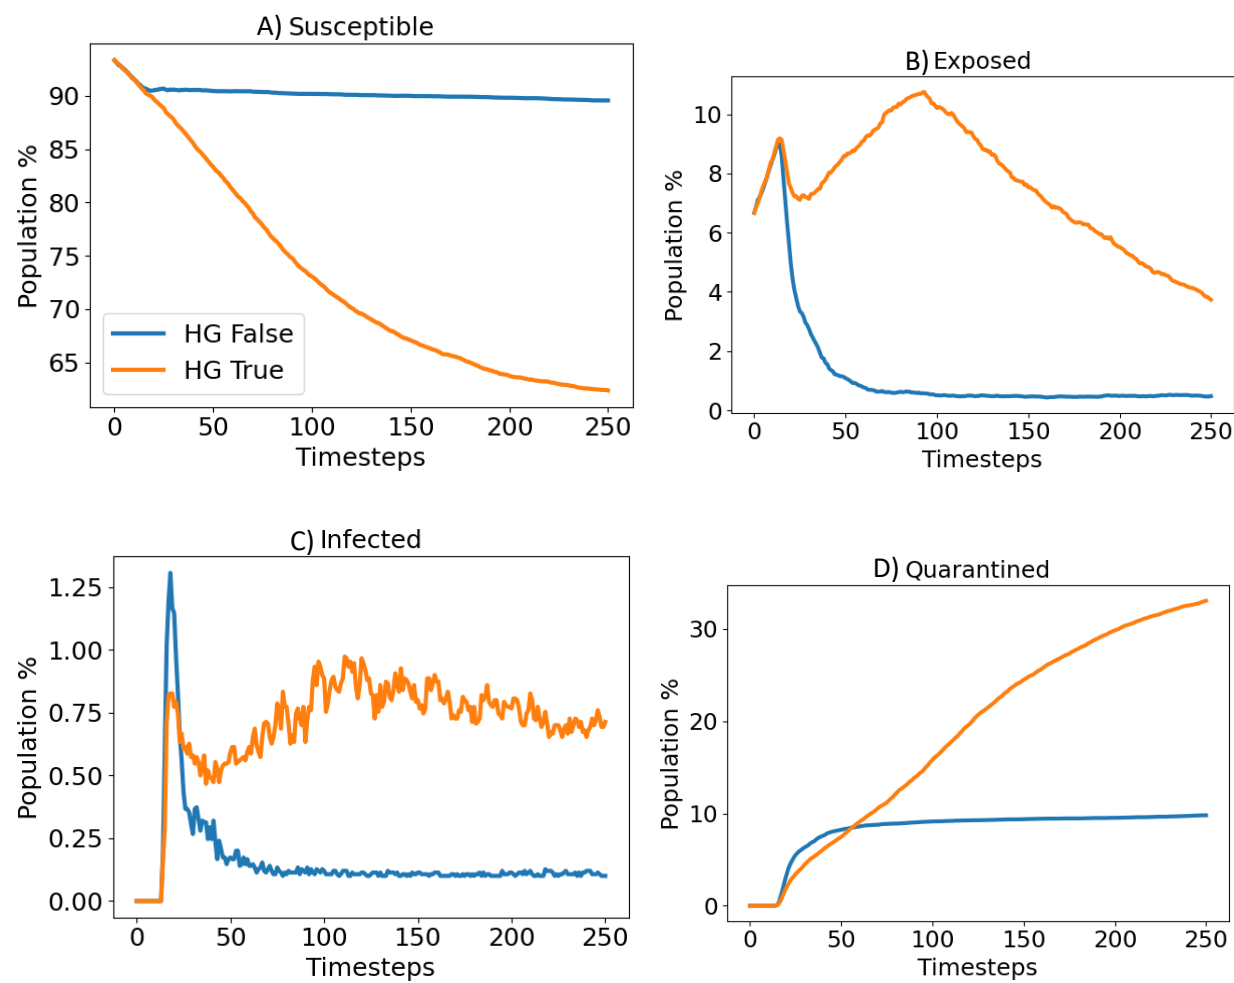 A) Susceptible
Population %
90
85
80
75
70
65
HG False
HG True
0 50 100 150 200 250
Timesteps
B) Exposed
Population %
10
8
6
4
2
0
0 50 100 150 200 250
Timesteps
C) Infected
Population %
1.25
1.00
0.75
0.50
0.25
0.00
0 50 100 150 200 250
Timesteps
D) Quarantined
Population %
30
20
10
0
0 50 100 150 200 250
Timesteps